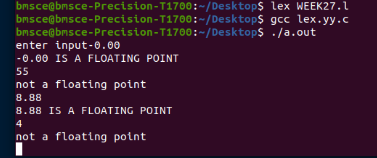 bmsce@bmsce-Precision-T1700:~/Desktop$ lex WEEK27.l
bmsce@bmsce-Precision-T1700:~/Desktop$ gcc lex.yy.c
bmsce@bmsce-Precision-T1700:~/Desktop$ ./a.out
enter input-0.00
-0.00 IS A FLOATING POINT
55
not a floating point
8.88
8.88 IS A FLOATING POINT
4
not a floating point